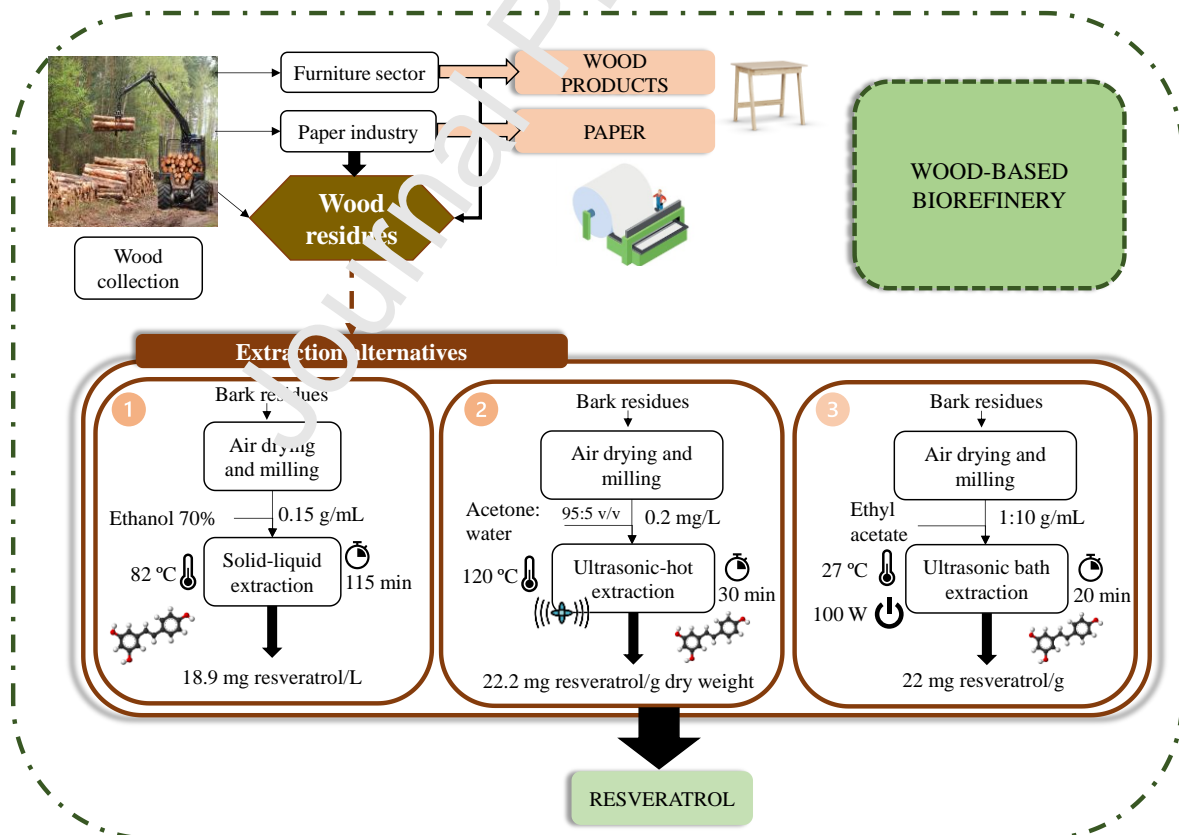 Journal P
Furniture sector
WOOD
PRODUCTS
Paper industry
PAPER
Wood
residues
Wood
collection
WOOD-BASED
BIOREFINERY
Extraction alternatives
1
Bark residues
Air drying
and milling
Ethanol 70%
0.15 g/mL
82 ºC
Solid-liquid
extraction
115 min
18.9 mg resveratrol/L
2
Bark residues
Air drying and
milling
Acetone:
water
95:5 v/v
0.2 mg/L
120 ºC
Ultrasonic-hot
extraction
30 min
22.2 mg resveratrol/g dry weight
3
Bark residues
Air drying and
milling
Ethyl
acetate
1:10 g/mL
27 ºC
100 W
Ultrasonic bath
extraction
20 min
22 mg resveratrol/g
RESVERATROL